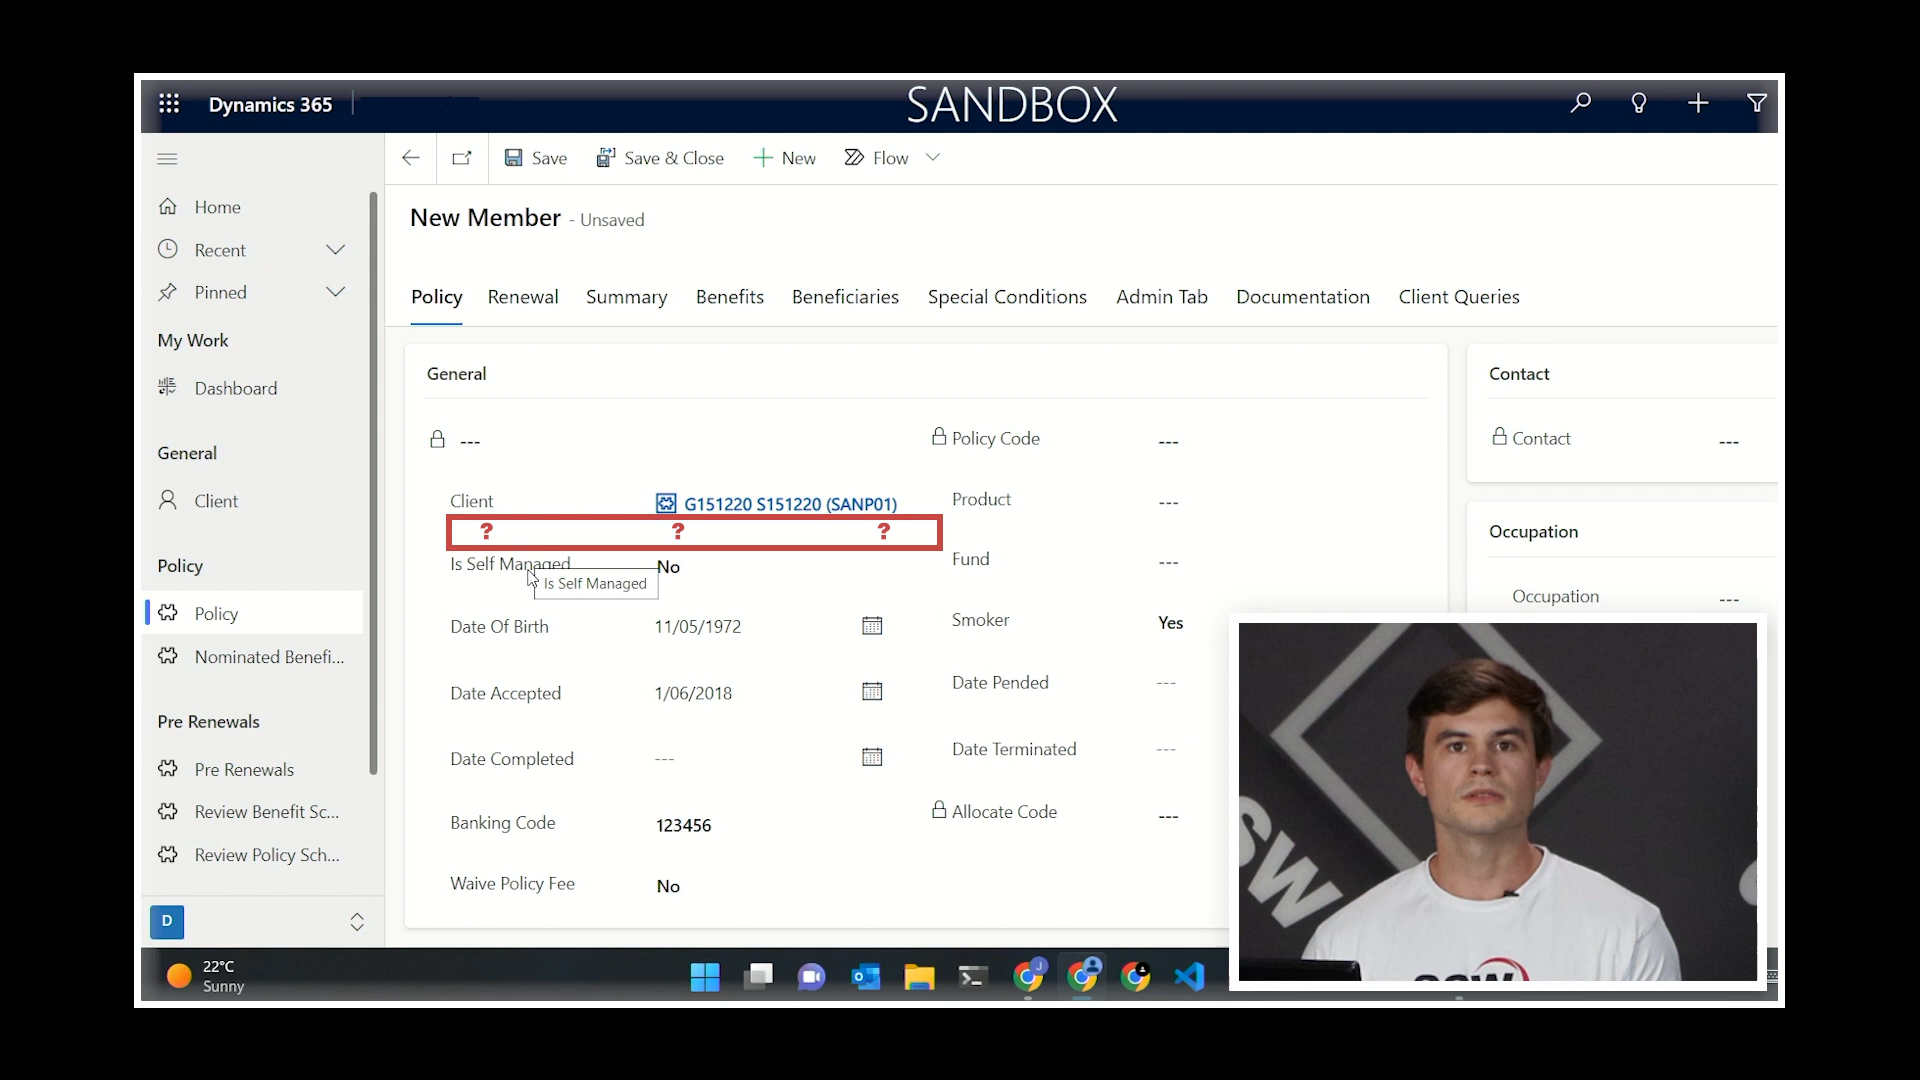 Dynamics 365
SANDBOX
Save
Save & Close
New
Flow
Home
Recent
Pinned
My Work
Dashboard
General
Client
Policy
Policy
Nominated Benefi...
Pre Renewals
Pre Renewals
Review Benefit Sc...
Review Policy Sch...
D
New Member - Unsaved
Policy Renewal Summary Benefits Beneficiaries Special Conditions Admin Tab Documentation Client Queries
General
---
Client G151220 S151220 (SANP01)
? ? ?
Is Self Managed No
Is Self Managed
Date Of Birth 11/05/1972
Date Accepted 1/06/2018
Date Completed ---
Banking Code 123456
Waive Policy Fee No
Policy Code ---
Product ---
Fund ---
Smoker Yes
Date Pended ---
Date Terminated ---
Allocate Code ---
Contact
Contact ---
Occupation
Occupation ---
SSW
SSW
22°C
Sunny
J